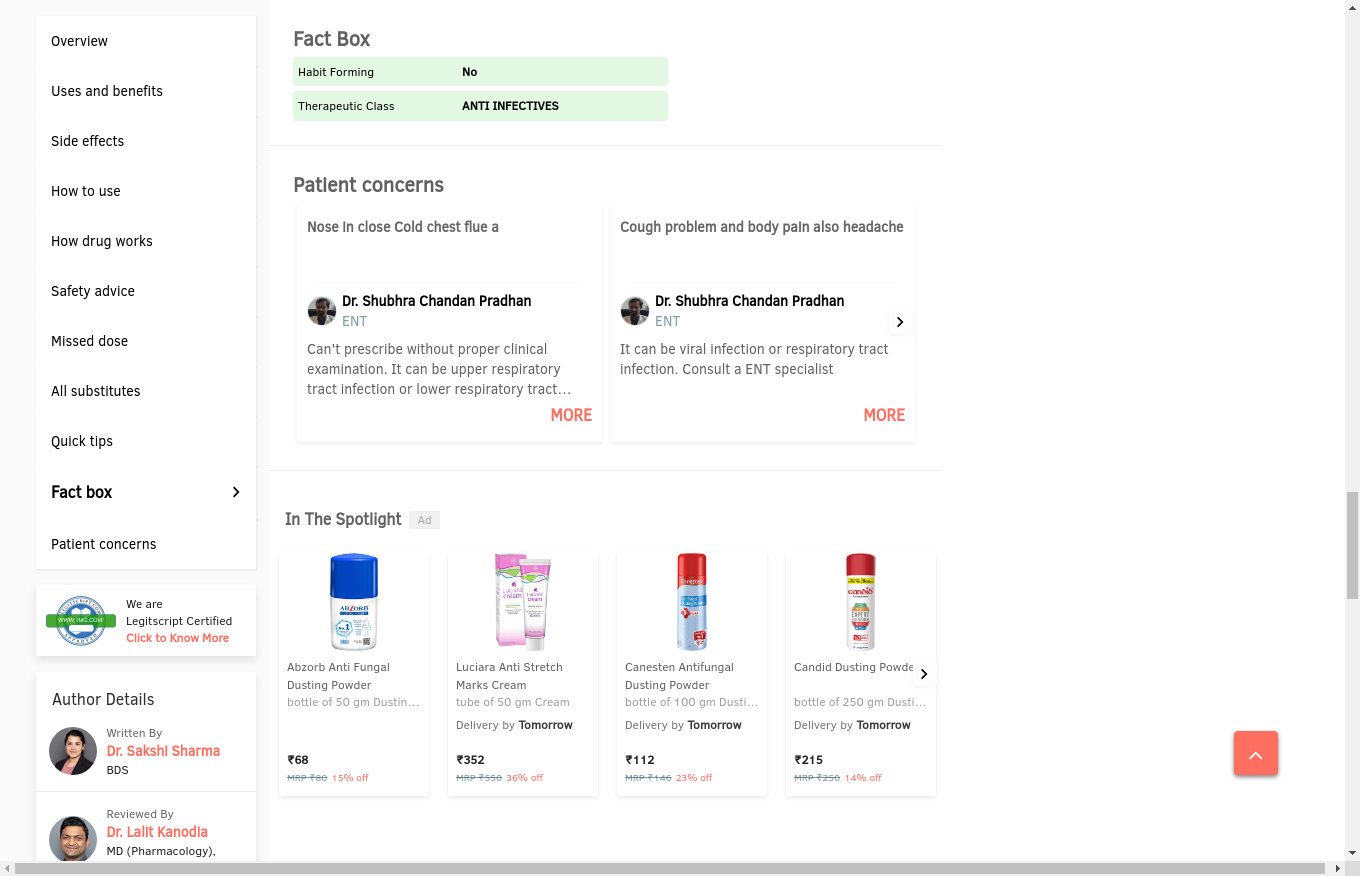 Overview
Uses and benefits
Side effects
How to use
How drug works
Safety advice
Missed dose
All substitutes
Quick tips
Fact box
Patient concerns
We are
Legitscript Certified
Click to Know More
WWW.1MG.COM
Author Details
Written By
Dr. Sakshi Sharma
BDS
Reviewed By
Dr. Lalit Kanodia
MD (Pharmacology),
Fact Box
Habit Forming No
Therapeutic Class ANTI INFECTIVES
Patient concerns
Nose in close Cold chest flue a
Dr. Shubhra Chandan Pradhan
ENT
Can't prescribe without proper clinical
examination. It can be upper respiratory
tract infection or lower respiratory tract...
MORE
Cough problem and body pain also headache
Dr. Shubhra Chandan Pradhan
ENT
It can be viral infection or respiratory tract
infection. Consult a ENT specialist
MORE
In The Spotlight Ad
ABZORB
Abzorb Anti Fungal
Dusting Powder
bottle of 50 gm Dustin...
₹68
MRP ₹80 15% off
Luciara
cream
Luciara Anti Stretch
Marks Cream
tube of 50 gm Cream
Delivery by Tomorrow
₹352
MRP ₹550 36% off
Canesten
Canesten Antifungal
Dusting Powder
bottle of 100 gm Dusti...
Delivery by Tomorrow
₹112
MRP ₹146 23% off
candid
EXPERT
Candid Dusting Powde
bottle of 250 gm Dusti...
Delivery by Tomorrow
₹215
MRP ₹250 14% off